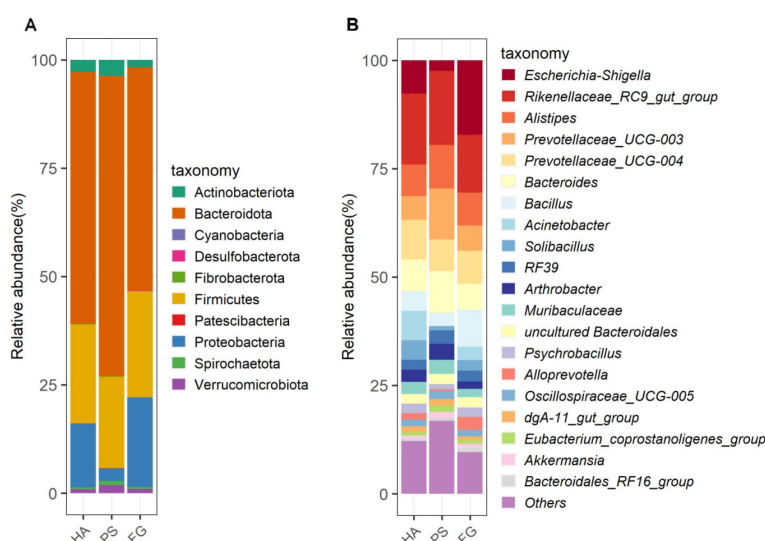 A
B
Relative abundance(%)
100
75
50
25
0
HA
PS
FG
taxonomy
Actinobacteriota
Bacteroidota
Cyanobacteria
Desulfobacterota
Fibrobacterota
Firmicutes
Patescibacteria
Proteobacteria
Spirochaetota
Verrucomicrobiota
Relative abundance(%)
100
75
50
25
0
HA
PS
FG
taxonomy
Escherichia-Shigella
Rikenellaceae_RC9_gut_group
Alistipes
Prevotellaceae_UCG-003
Prevotellaceae_UCG-004
Bacteroides
Bacillus
Acinetobacter
Solibacillus
RF39
Arthrobacter
Muribaculaceae
uncultured Bacteroidales
Psychrobacillus
Alloprevotella
Oscillospiraceae_UCG-005
dgA-11_gut_group
Eubacterium_coprostanoligenes_group
Akkermansia
Bacteroidales_RF16_group
Others